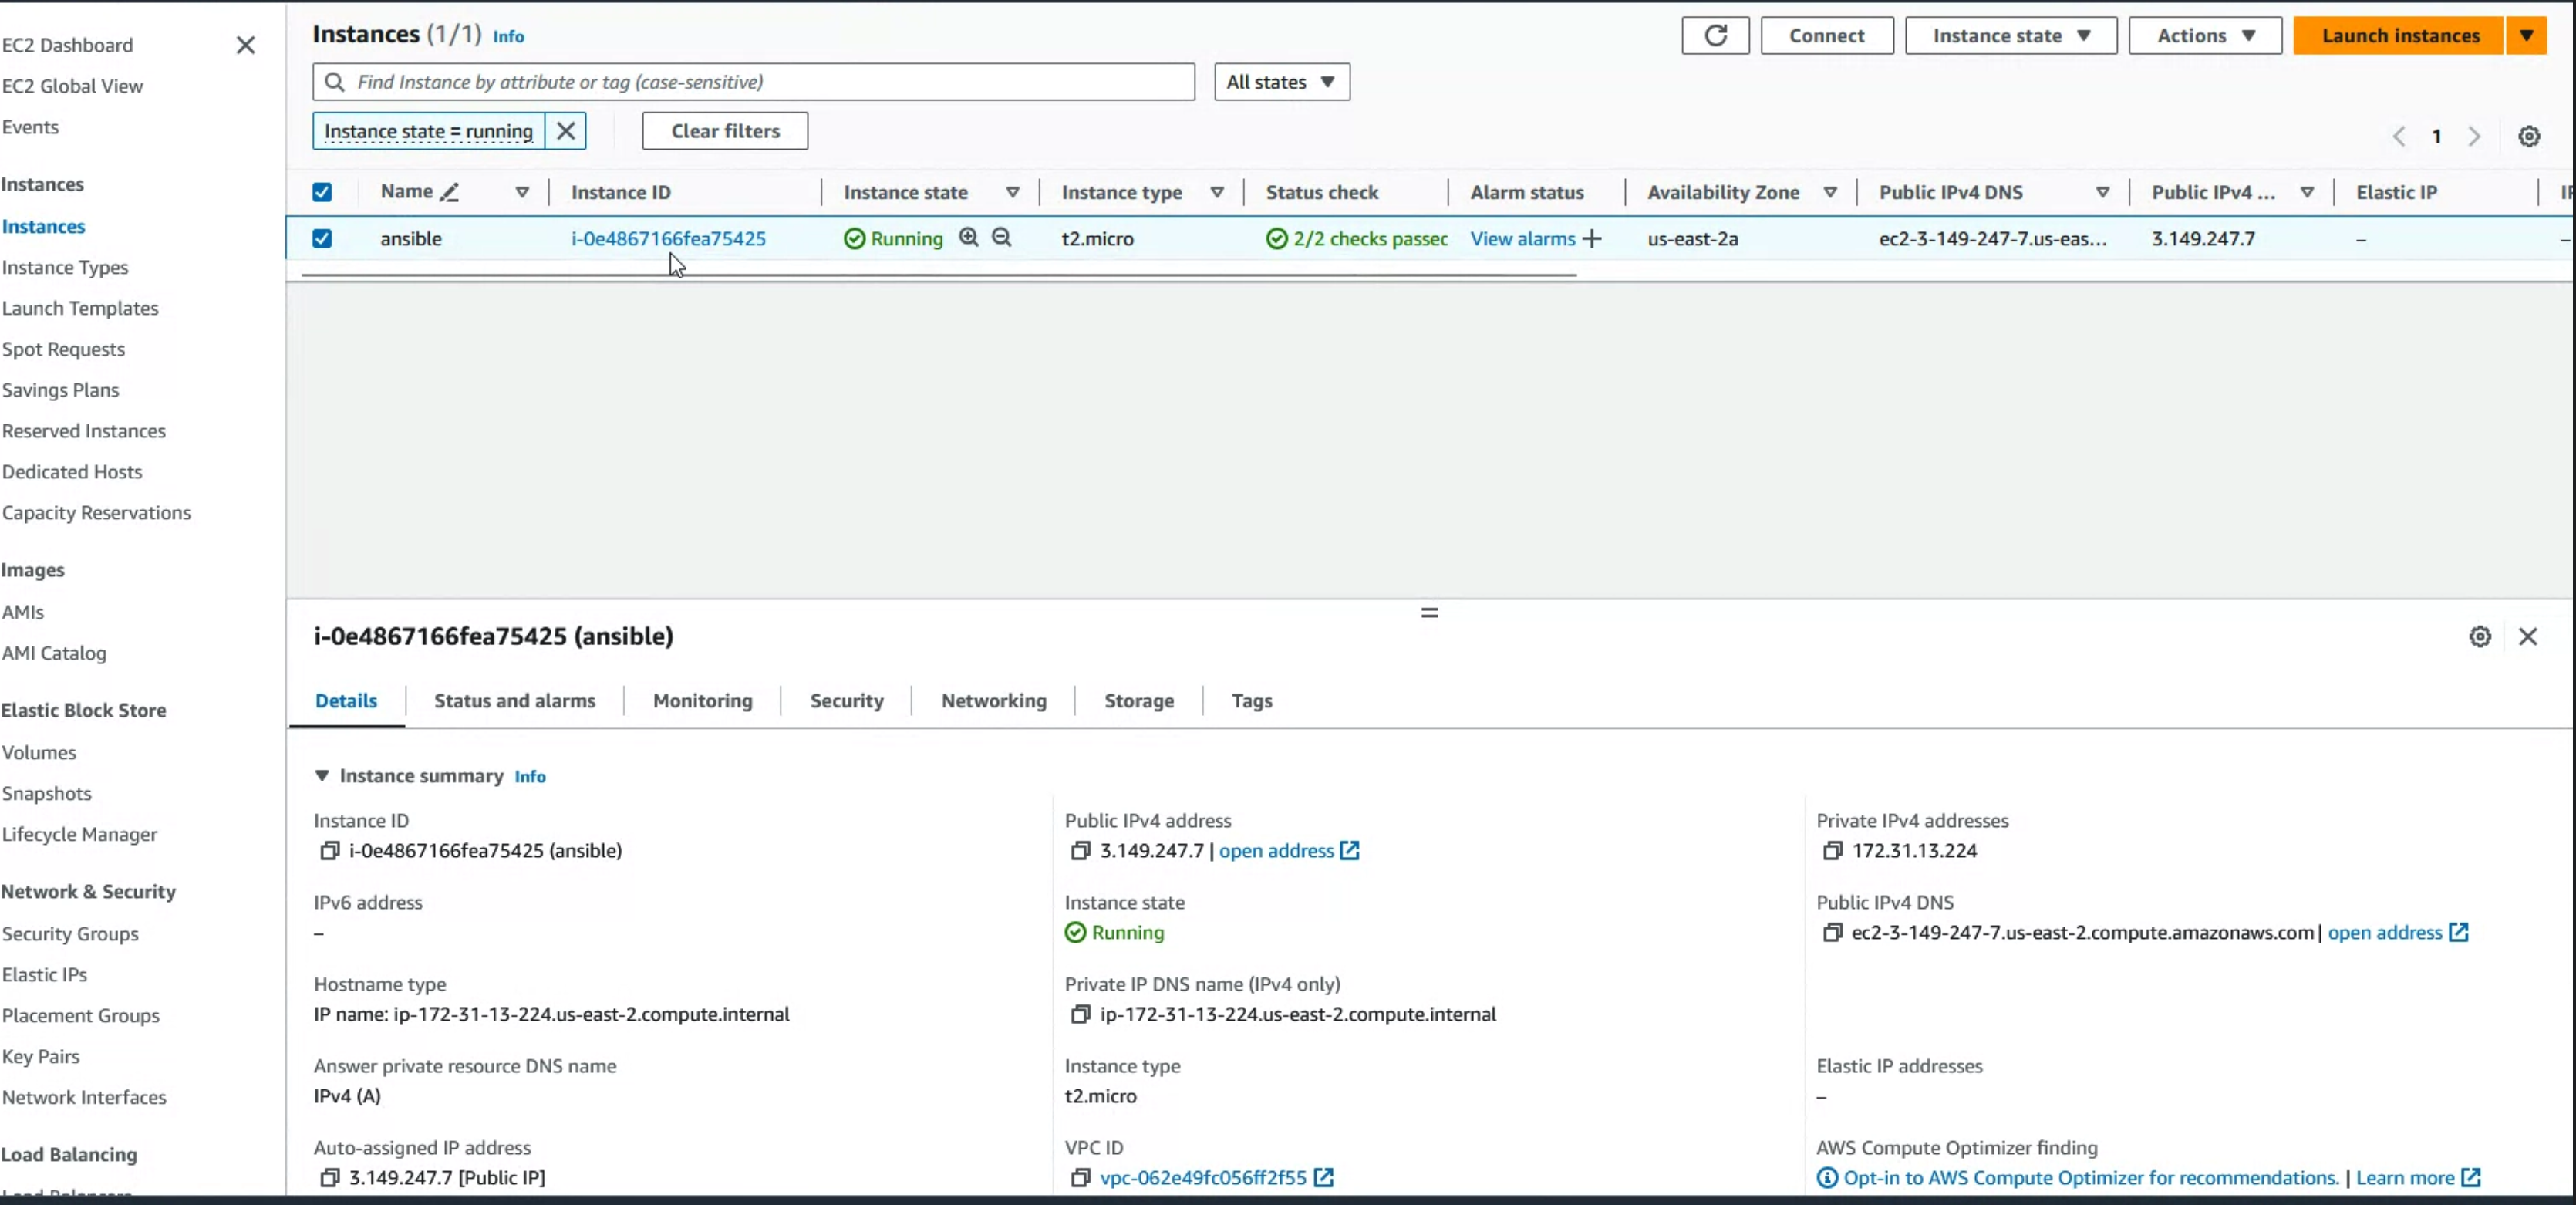 EC2 Dashboard
EC2 Global View
Events
Instances
Instances
Instance Types
Launch Templates
Spot Requests
Savings Plans
Reserved Instances
Dedicated Hosts
Capacity Reservations
Images
AMIs
AMI Catalog
Elastic Block Store
Volumes
Snapshots
Lifecycle Manager
Network & Security
Security Groups
Elastic IPs
Placement Groups
Key Pairs
Network Interfaces
Load Balancing
Instances (1/1) Info
Connect Instance state Actions Launch instances
Find Instance by attribute or tag (case-sensitive) All states
Instance state = running Clear filters
1
Name Instance ID Instance state Instance type Status check Alarm status Availability Zone Public IPv4 DNS Public IPv4 ... Elastic IP
ansible i-0e4867166fea75425 Running t2.micro 2/2 checks passec View alarms + us-east-2a ec2-3-149-247-7.us-eas... 3.149.247.7 – –
i-0e4867166fea75425 (ansible)
Details Status and alarms Monitoring Security Networking Storage Tags
Instance summary Info
Instance ID Public IPv4 address Private IPv4 addresses
i-0e4867166fea75425 (ansible) 3.149.247.7 | open address 172.31.13.224
IPv6 address Instance state Public IPv4 DNS
– Running ec2-3-149-247-7.us-east-2.compute.amazonaws.com | open address
Hostname type Private IP DNS name (IPv4 only)
IP name: ip-172-31-13-224.us-east-2.compute.internal ip-172-31-13-224.us-east-2.compute.internal
Answer private resource DNS name Instance type Elastic IP addresses
IPv4 (A) t2.micro –
Auto-assigned IP address VPC ID AWS Compute Optimizer finding
3.149.247.7 [Public IP] vpc-062e49fc056ff2f55 Opt-in to AWS Compute Optimizer for recommendations. | Learn more